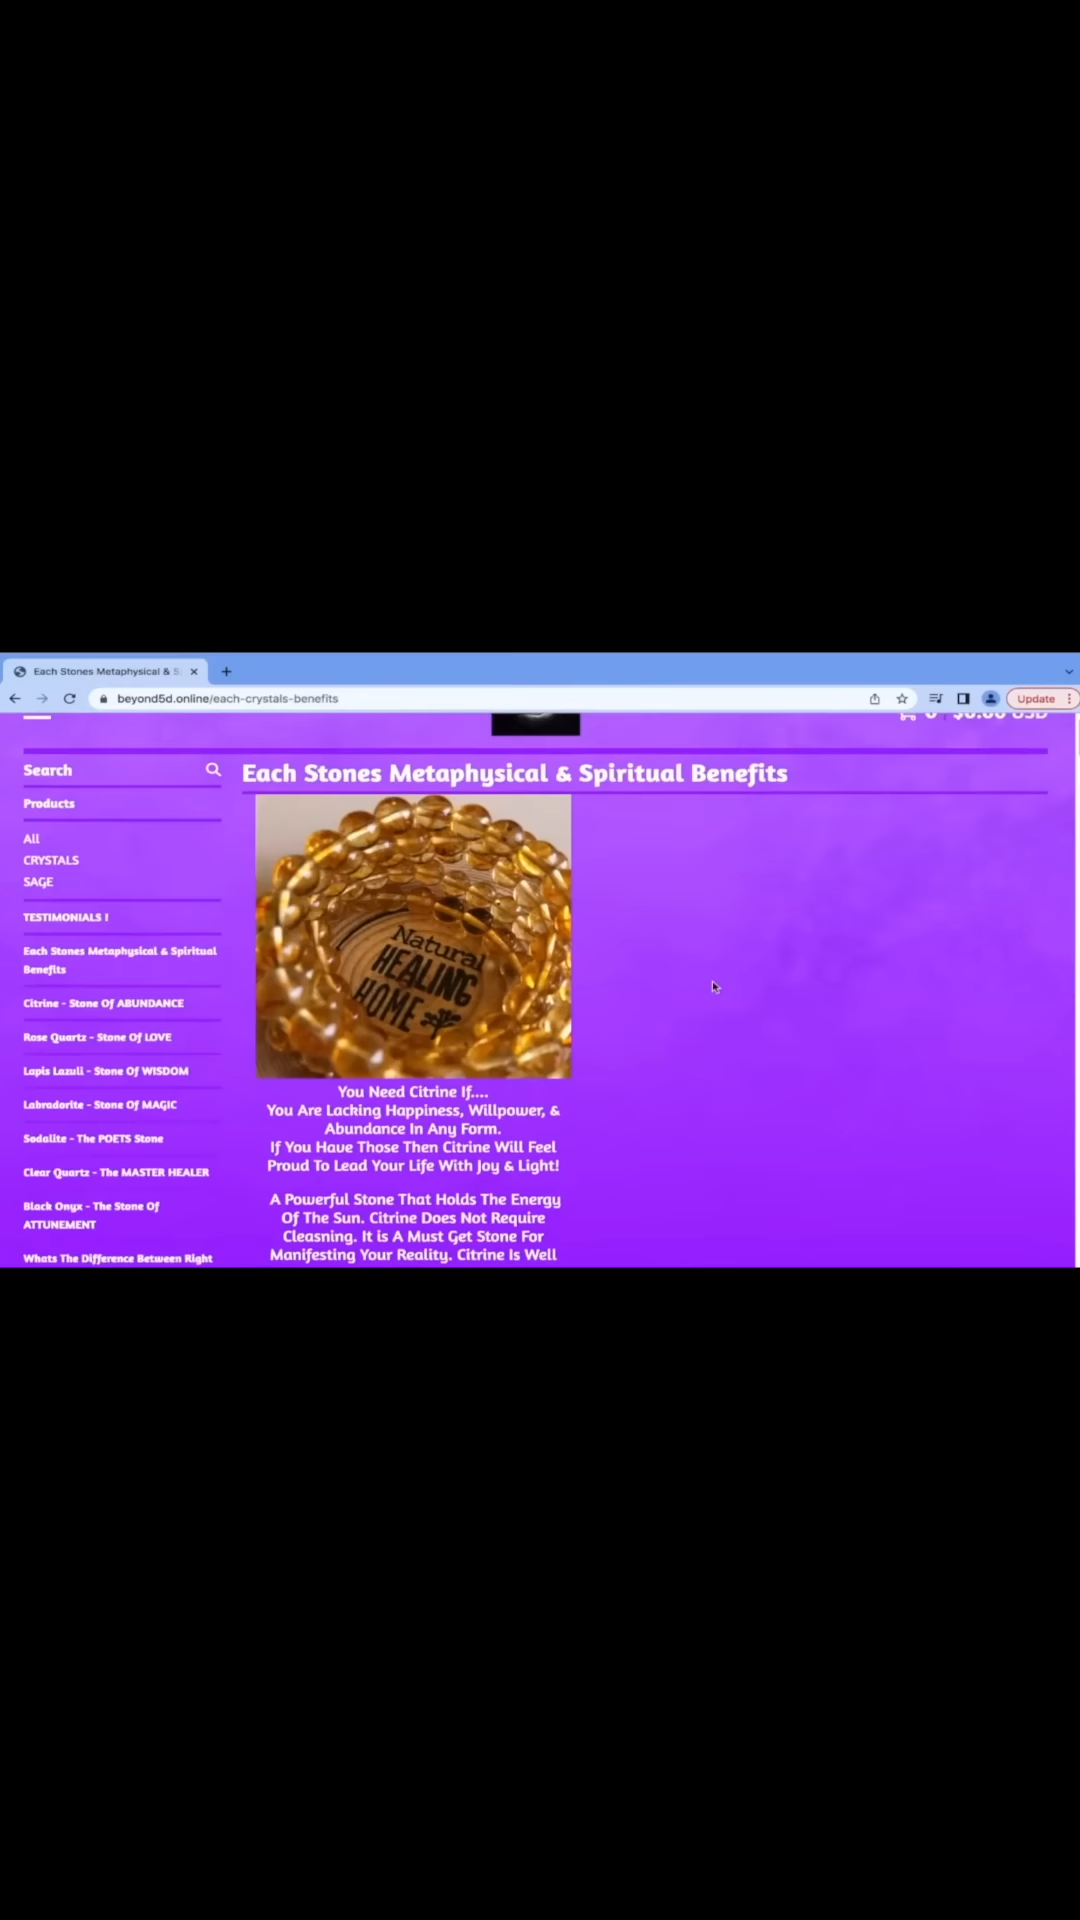 Each Stones Metaphysical & S
beyond5d.online/each-crystals-benefits
Update
0 | $0.00 USD
Search
Each Stones Metaphysical & Spiritual Benefits
Products
All
CRYSTALS
SAGE
TESTIMONIALS !
Each Stones Metaphysical & Spiritual
Benefits
Citrine - Stone Of ABUNDANCE
Rose Quartz - Stone Of LOVE
Lapis Lazuli - Stone Of WISDOM
Labradorite - Stone Of MAGIC
Sodalite - The POETS Stone
Clear Quartz - The MASTER HEALER
Black Onyx - The Stone Of
ATTUNEMENT
Whats The Difference Between Right
Natural
HEALING
HOME
You Need Citrine If....
You Are Lacking Happiness, Willpower, &
Abundance In Any Form.
If You Have Those Then Citrine Will Feel
Proud To Lead Your Life With Joy & Light!
A Powerful Stone That Holds The Energy
Of The Sun. Citrine Does Not Require
Cleasning. It is A Must Get Stone For
Manifesting Your Reality. Citrine Is Well